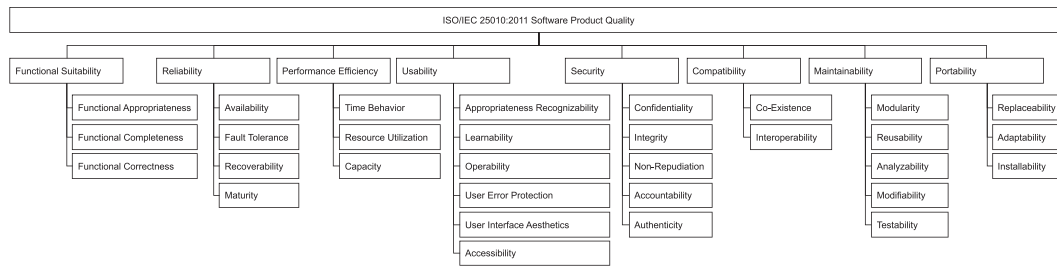 ISO/IEC 25010:2011 Software Product Quality
Functional Suitability
Functional Appropriateness
Functional Completeness
Functional Correctness
Reliability
Availability
Fault Tolerance
Recoverability
Maturity
Performance Efficiency
Time Behavior
Resource Utilization
Capacity
Usability
Appropriateness Recognizability
Learnability
Operability
User Error Protection
User Interface Aesthetics
Accessibility
Security
Confidentiality
Integrity
Non-Repudiation
Accountability
Authenticity
Compatibility
Co-Existence
Interoperability
Maintainability
Modularity
Reusability
Analyzability
Modifiability
Testability
Portability
Replaceability
Adaptability
Installability